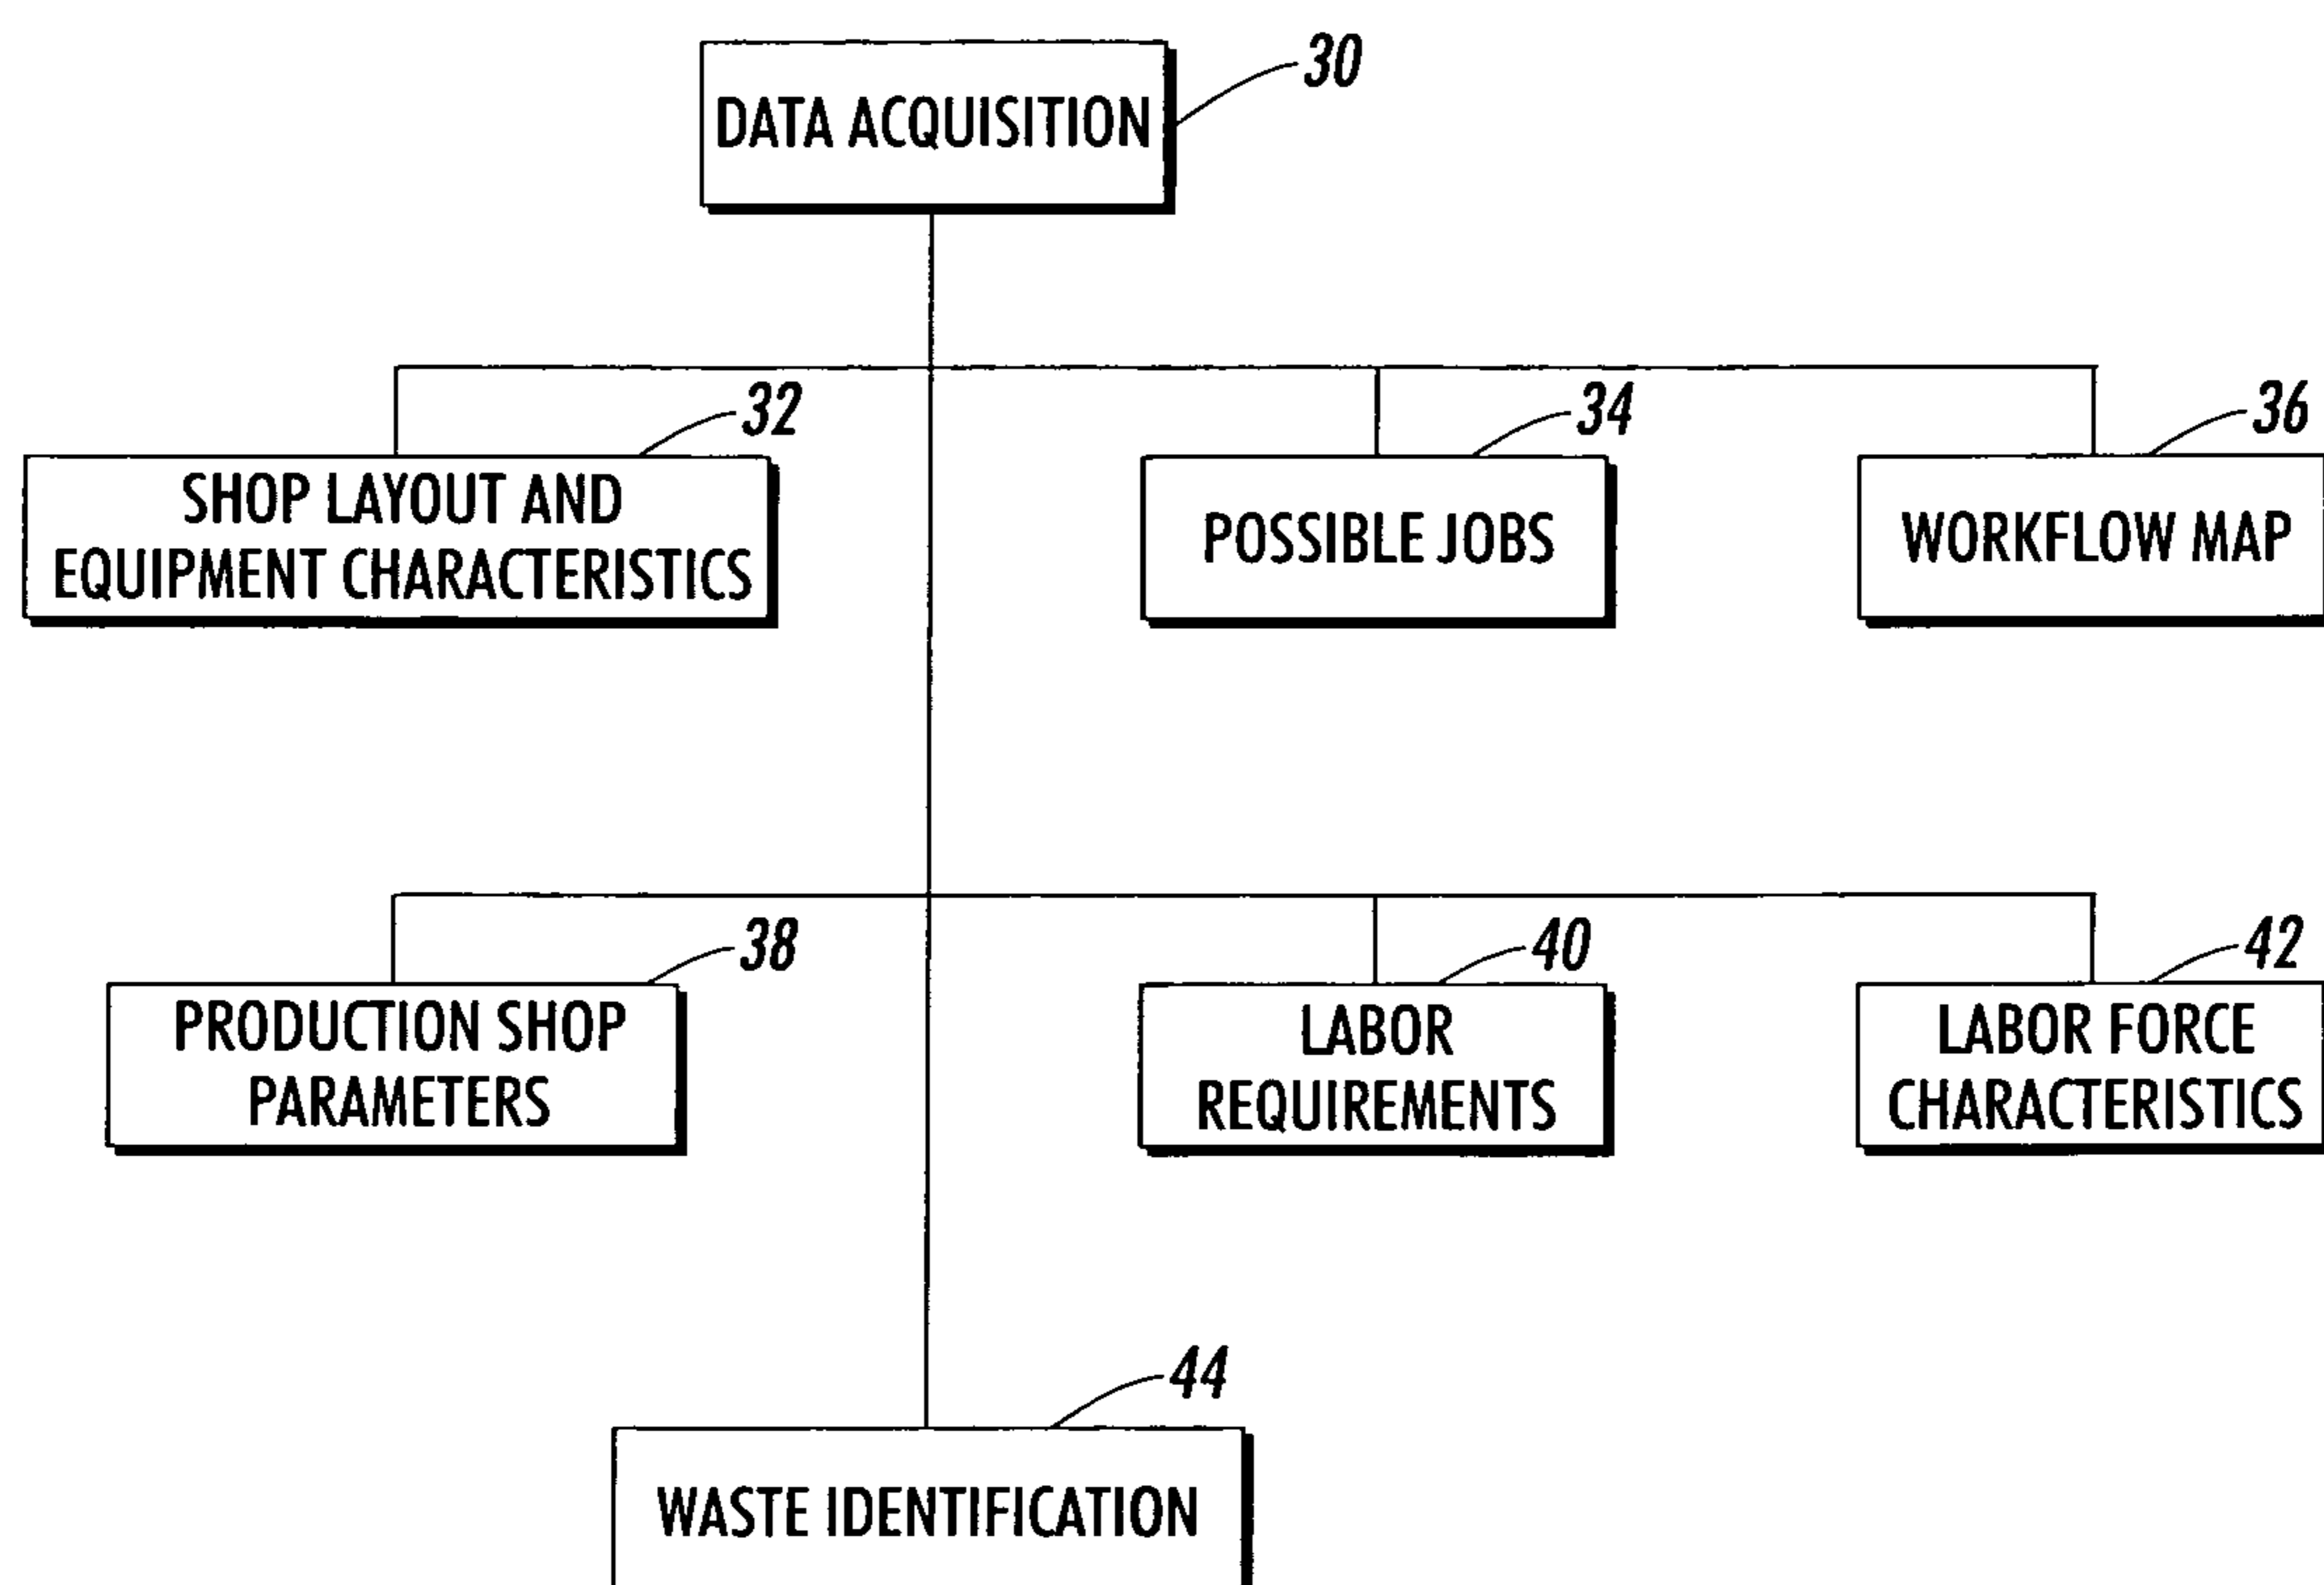 30
DATA ACQUISITION
32
34
36
SHOP LAYOUT AND
EQUIPMENT CHARACTERISTICS
POSSIBLE JOBS
WORKFLOW MAP
38
40
42
PRODUCTION SHOP
PARAMETERS
LABOR
REQUIREMENTS
LABOR FORCE
CHARACTERISTICS
44
WASTE IDENTIFICATION